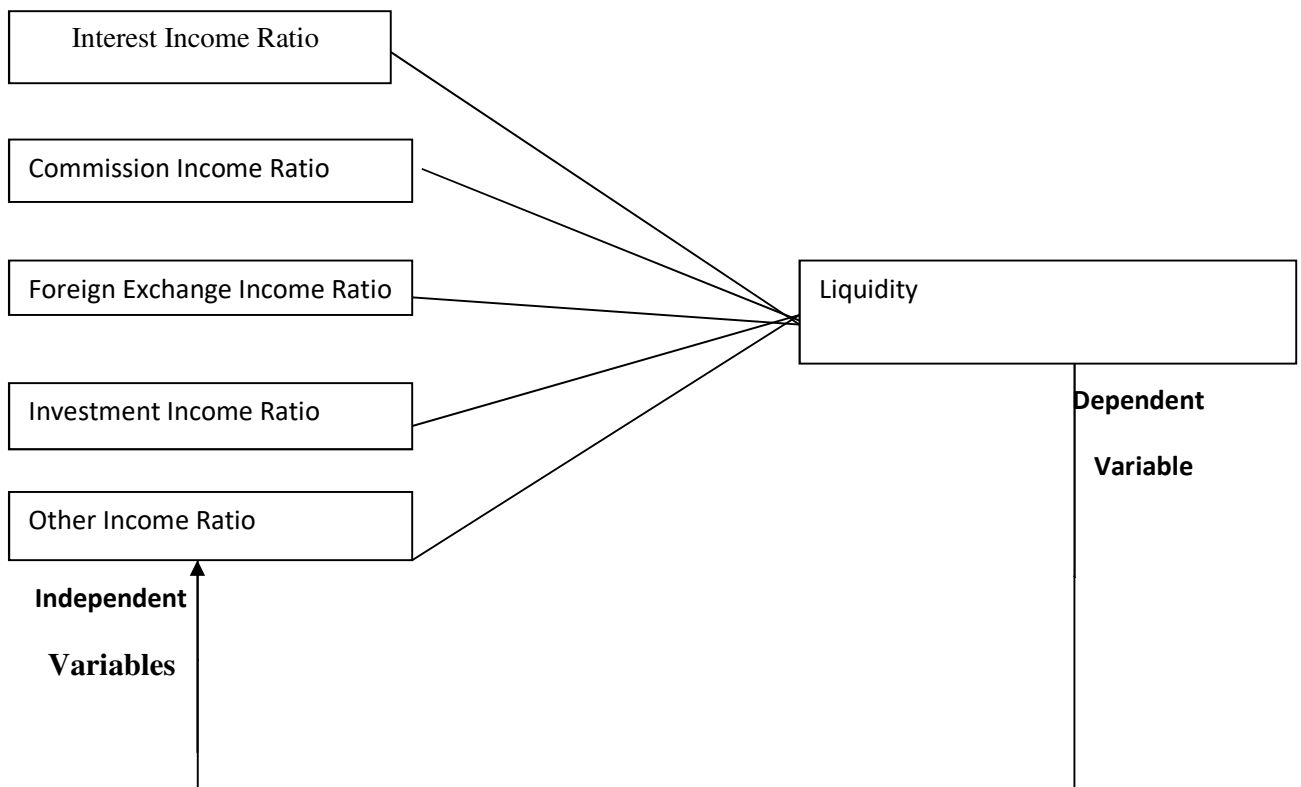 Interest Income Ratio
Commission Income Ratio
Foreign Exchange Income Ratio
Liquidity
Investment Income Ratio
Dependent
Variable
Other Income Ratio
Independent
Variables